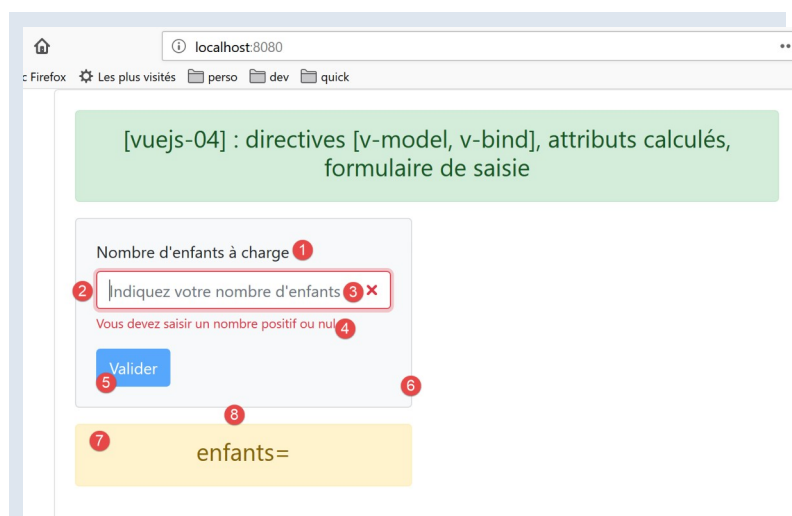 localhost:8080
c Firefox Les plus visités perso dev quick
[vuejs-04] : directives [v-model, v-bind], attributs calculés,
formulaire de saisie
Nombre d'enfants à charge 1
2 Indiquez votre nombre d'enfants 3
Vous devez saisir un nombre positif ou nul 4
Valider
5
6
8
7
enfants=